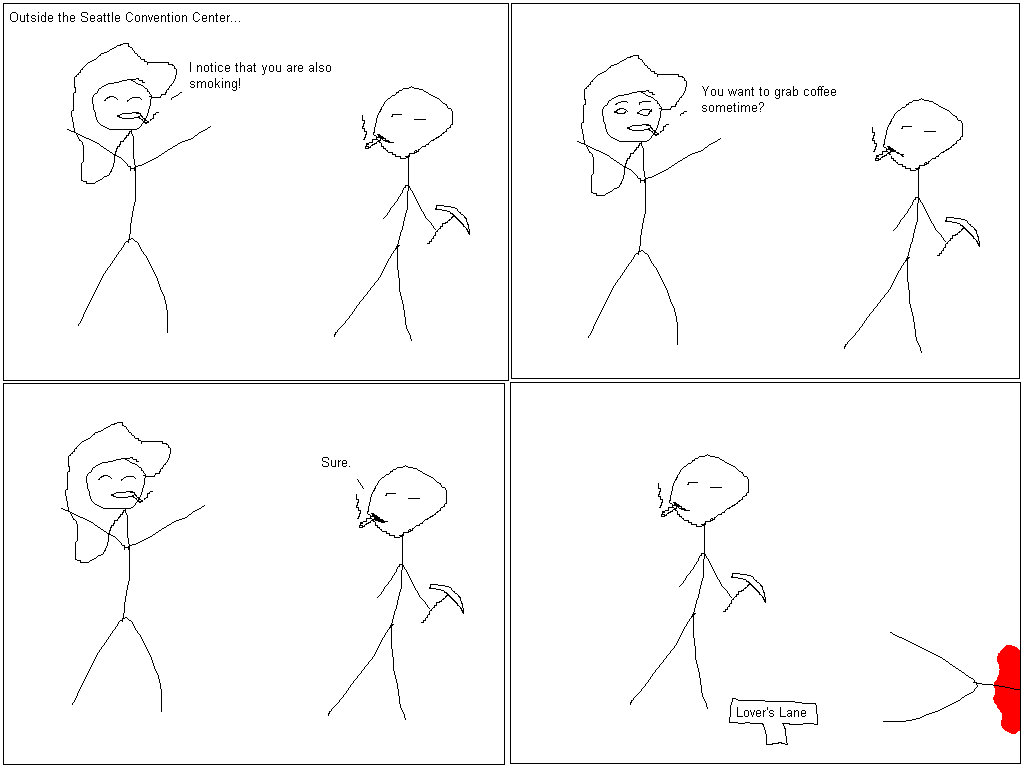 Outside the Seattle Convention Center...
I notice that you are also
smoking!
You want to grab coffee
sometime?
Sure.
Lover's Lane